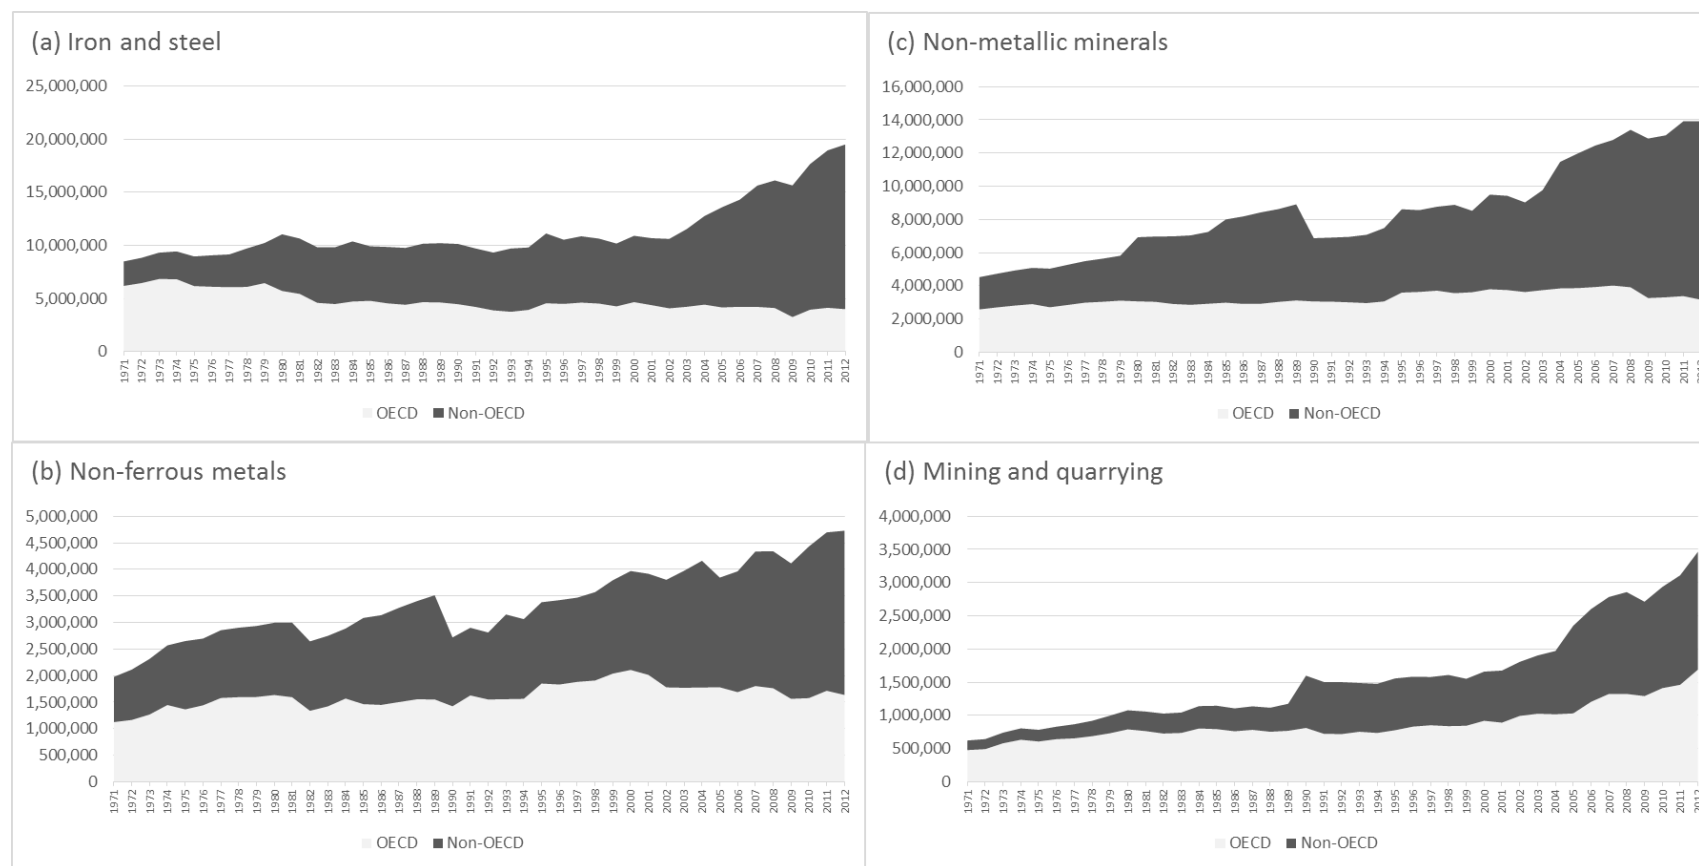 (a) Iron and steel
25,000,000
20,000,000
15,000,000
10,000,000
5,000,000
0
1971 1972 1973 1974 1975 1976 1977 1978 1979 1980 1981 1982 1983 1984 1985 1986 1987 1988 1989 1990 1991 1992 1993 1994 1995 1996 1997 1998 1999 2000 2001 2002 2003 2004 2005 2006 2007 2008 2009 2010 2011 2012
OECD Non-OECD
(c) Non-metallic minerals
16,000,000
14,000,000
12,000,000
10,000,000
8,000,000
6,000,000
4,000,000
2,000,000
0
1971 1972 1973 1974 1975 1976 1977 1978 1979 1980 1981 1982 1983 1984 1985 1986 1987 1988 1989 1990 1991 1992 1993 1994 1995 1996 1997 1998 1999 2000 2001 2002 2003 2004 2005 2006 2007 2008 2009 2010 2011 2012
OECD Non-OECD
(b) Non-ferrous metals
5,000,000
4,500,000
4,000,000
3,500,000
3,000,000
2,500,000
2,000,000
1,500,000
1,000,000
500,000
0
1971 1972 1973 1974 1975 1976 1977 1978 1979 1980 1981 1982 1983 1984 1985 1986 1987 1988 1989 1990 1991 1992 1993 1994 1995 1996 1997 1998 1999 2000 2001 2002 2003 2004 2005 2006 2007 2008 2009 2010 2011 2012
OECD Non-OECD
(d) Mining and quarrying
4,000,000
3,500,000
3,000,000
2,500,000
2,000,000
1,500,000
1,000,000
500,000
0
1971 1972 1973 1974 1975 1976 1977 1978 1979 1980 1981 1982 1983 1984 1985 1986 1987 1988 1989 1990 1991 1992 1993 1994 1995 1996 1997 1998 1999 2000 2001 2002 2003 2004 2005 2006 2007 2008 2009 2010 2011 2012
OECD Non-OECD